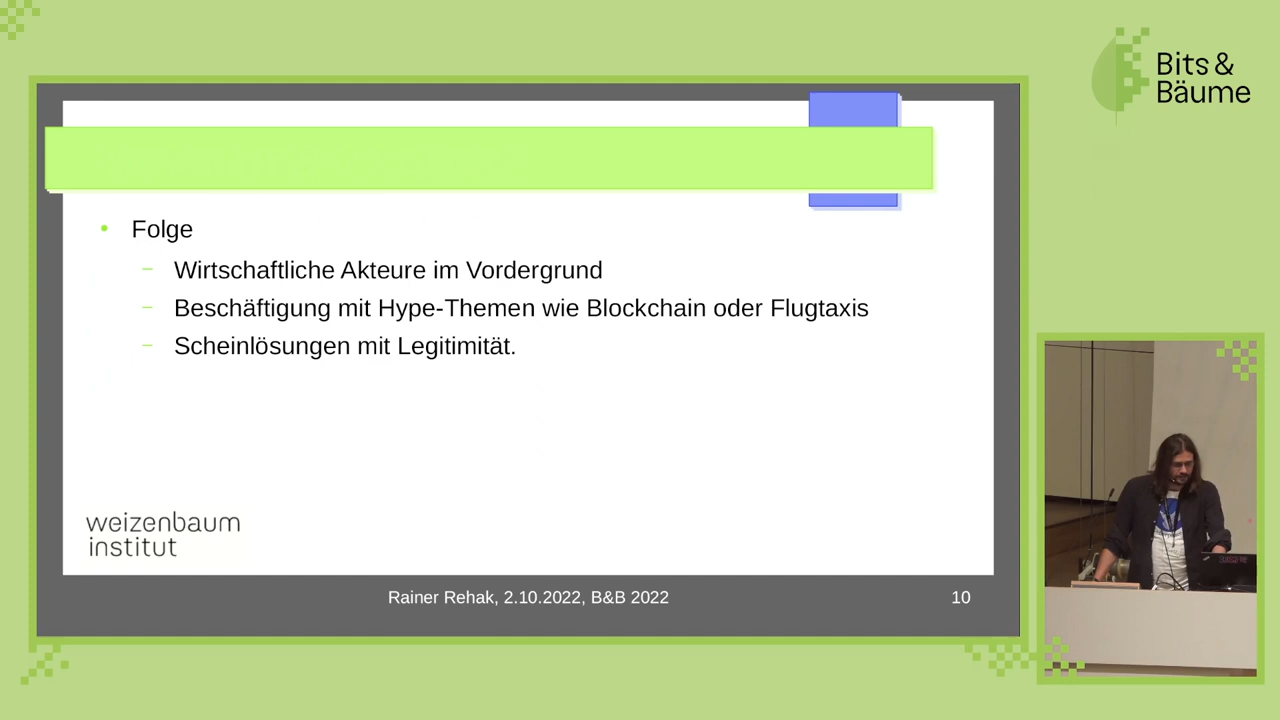 Bits &
Bäume
• Folge
– Wirtschaftliche Akteure im Vordergrund
– Beschäftigung mit Hype-Themen wie Blockchain oder Flugtaxis
– Scheinlösungen mit Legitimität.
weizenbaum
institut
Rainer Rehak, 2.10.2022, B&B 2022
10